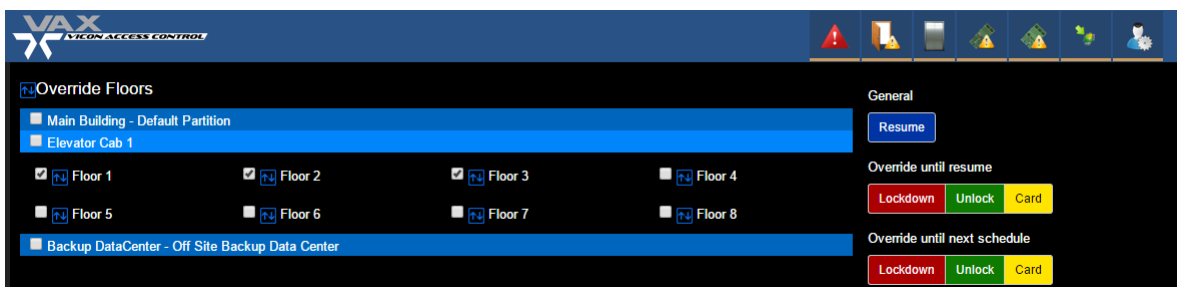 VAX
VICON ACCESS CONTROL
Override Floors
Main Building - Default Partition
Elevator Cab 1
Floor 1 Floor 2 Floor 3 Floor 4
Floor 5 Floor 6 Floor 7 Floor 8
Backup DataCenter - Off Site Backup Data Center
General
Resume
Override until resume
Lockdown Unlock Card
Override until next schedule
Lockdown Unlock Card